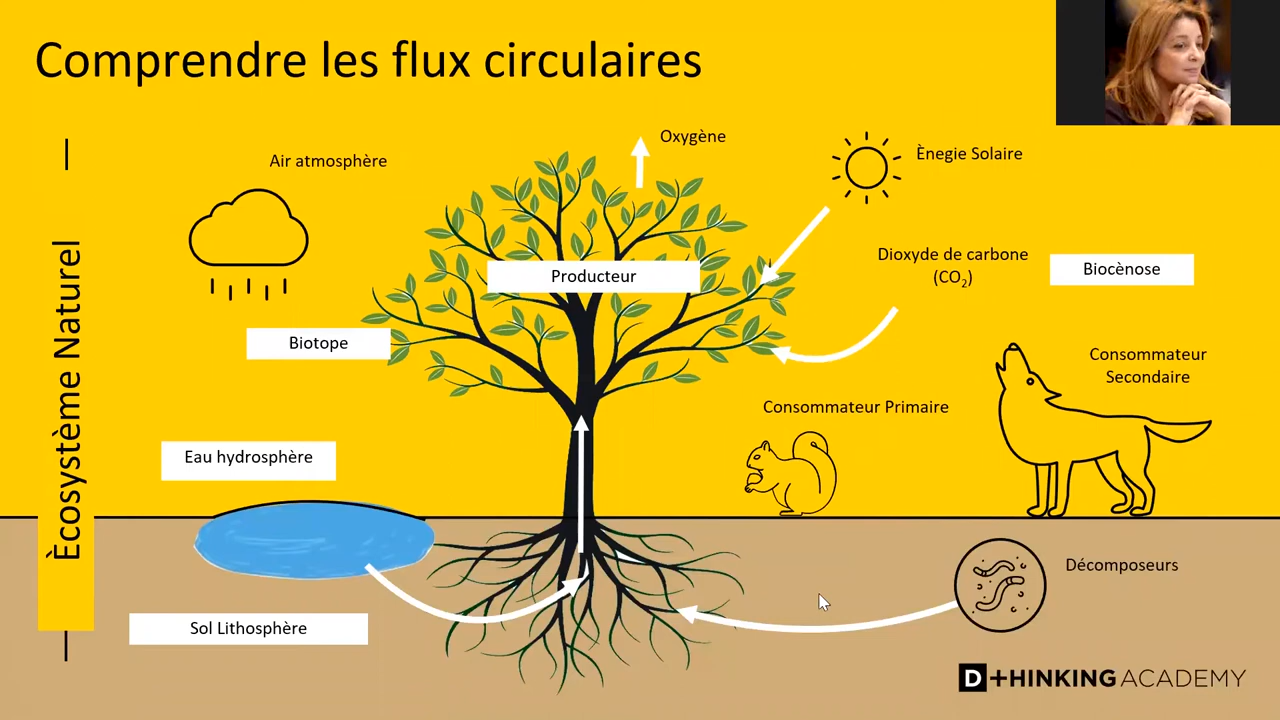 Comprendre les flux circulaires
Oxygène
Air atmosphère
Ènegie Solaire
Dioxyde de carbone
(CO₂)
Biocènose
Producteur
Biotope
Consommateur
Secondaire
Consommateur Primaire
Eau hydrosphère
Ècosystème Naturel
Décomposeurs
Sol Lithosphère
D+HINKING ACADEMY